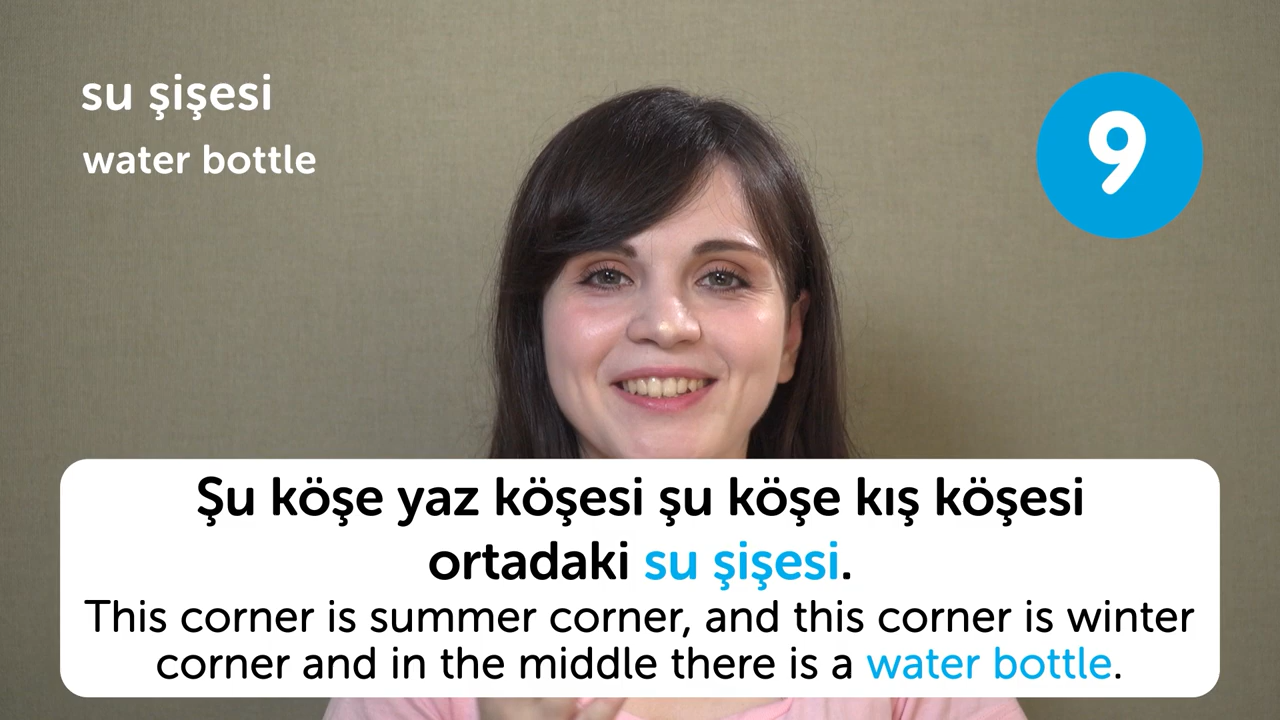 su şişesi
water bottle
9
Şu köşe yaz köşesi şu köşe kış köşesi
ortadaki su şişesi.
This corner is summer corner, and this corner is winter
corner and in the middle there is a water bottle.